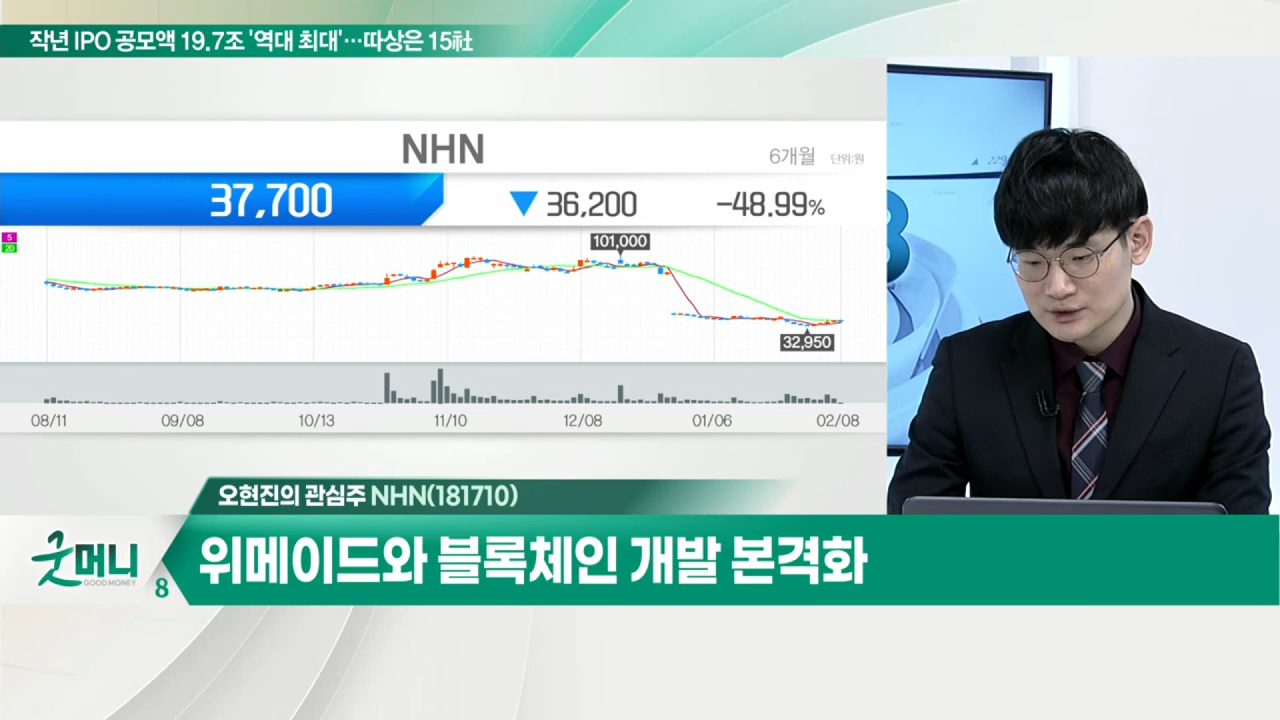 작년 IPO 공모액 19.7조 '역대 최대'…따상은 15社
NHN
6개월 단위:원
37,700 ▼ 36,200 -48.99%
5
20
101,000
32,950
08/11 09/08 10/13 11/10 12/08 01/06 02/08
오현진의 관심주 NHN(181710)
굿머니
GOOD MONEY
8
위메이드와 블록체인 개발 본격화